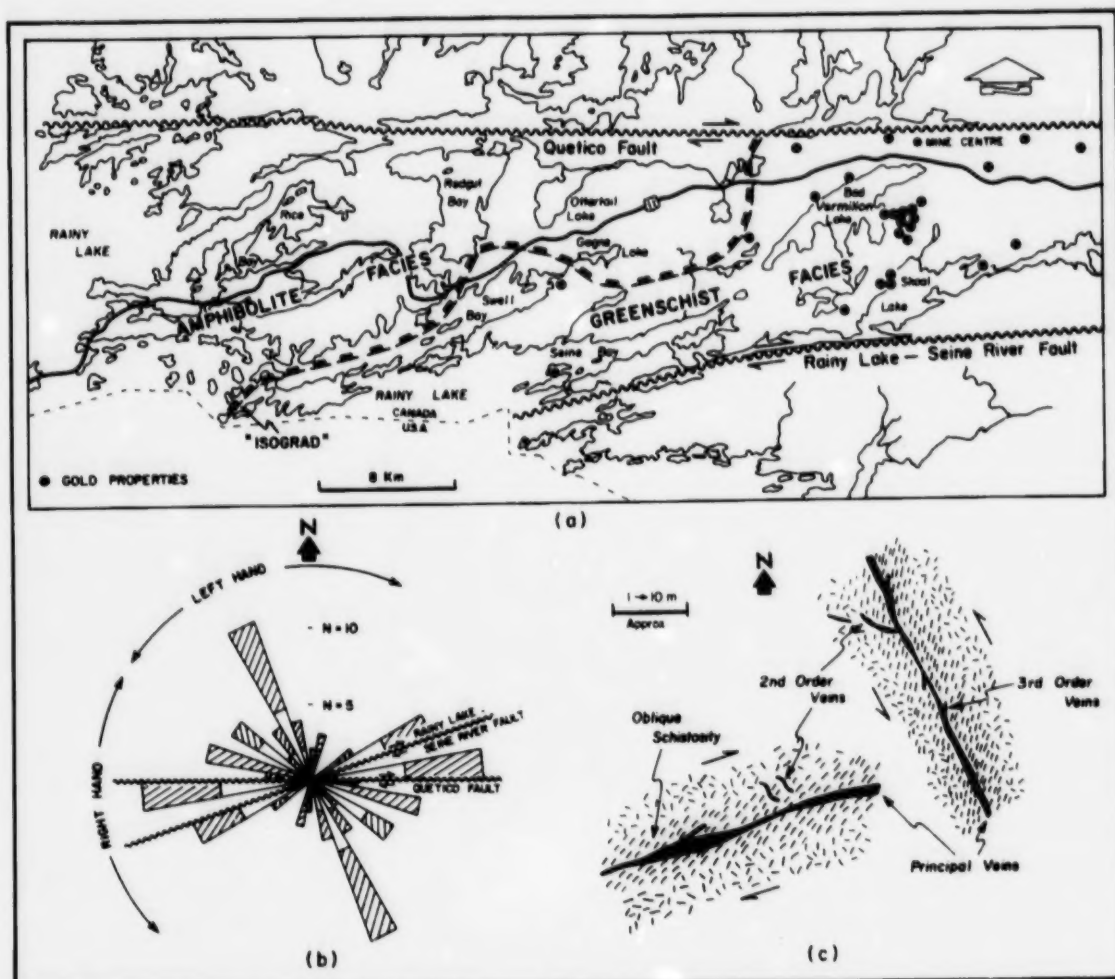 Quetico Fault
MINE CENTRE
Redgut
Bay
Ottertail
Lake
Bad
Vermilion
Lake
Rice
Bay
RAINY
LAKE
Gagne
Lake
AMPHIBOLITE FACIES
Swell
Bay
GREENSCHIST FACIES
Shoal
Lake
Seine Bay
Rainy Lake — Seine River Fault
RAINY LAKE
CANADA
U.S.A
"ISOGRAD"
GOLD PROPERTIES
8 Km
(a)
N
LEFT HAND
RIGHT HAND
N = 10
N = 5
RAINY LAKE -
SEINE RIVER FAULT
QUETICO FAULT
(b)
N
1 → 10 m
Approx
2nd Order
Veins
3rd Order
Veins
Oblique
Schistosity
Principal Veins
(c)